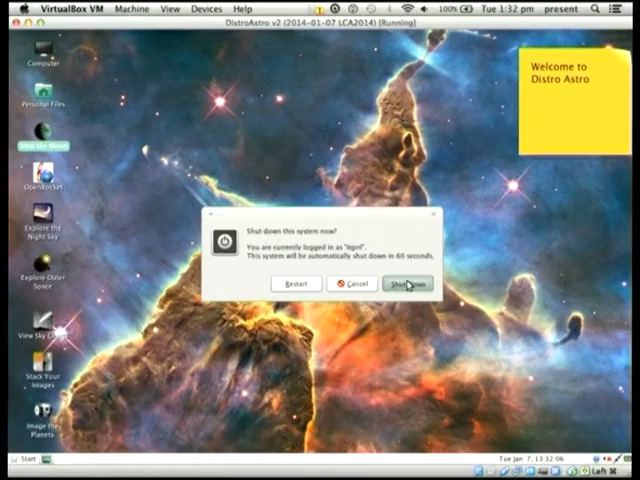 VirtualBox VM Machine View Devices Help
100% Tue 1:32 pm present
DistroAstro v2 (2014-01-07 LCA2014) [Running]
Computer
Personal Files
View the Moon
OpenRocket
Explore the
Night Sky
Explore Outer
Space
View Sky
Stack Your
Images
Image the
Planets
Welcome to
Distro Astro
Shut down this system now?
You are currently logged in as
This system will be automatically shut down in 60 seconds.
Restart
Cancel
Shut Down
Start
Tue Jan 7, 13:32:06
Left ⌘